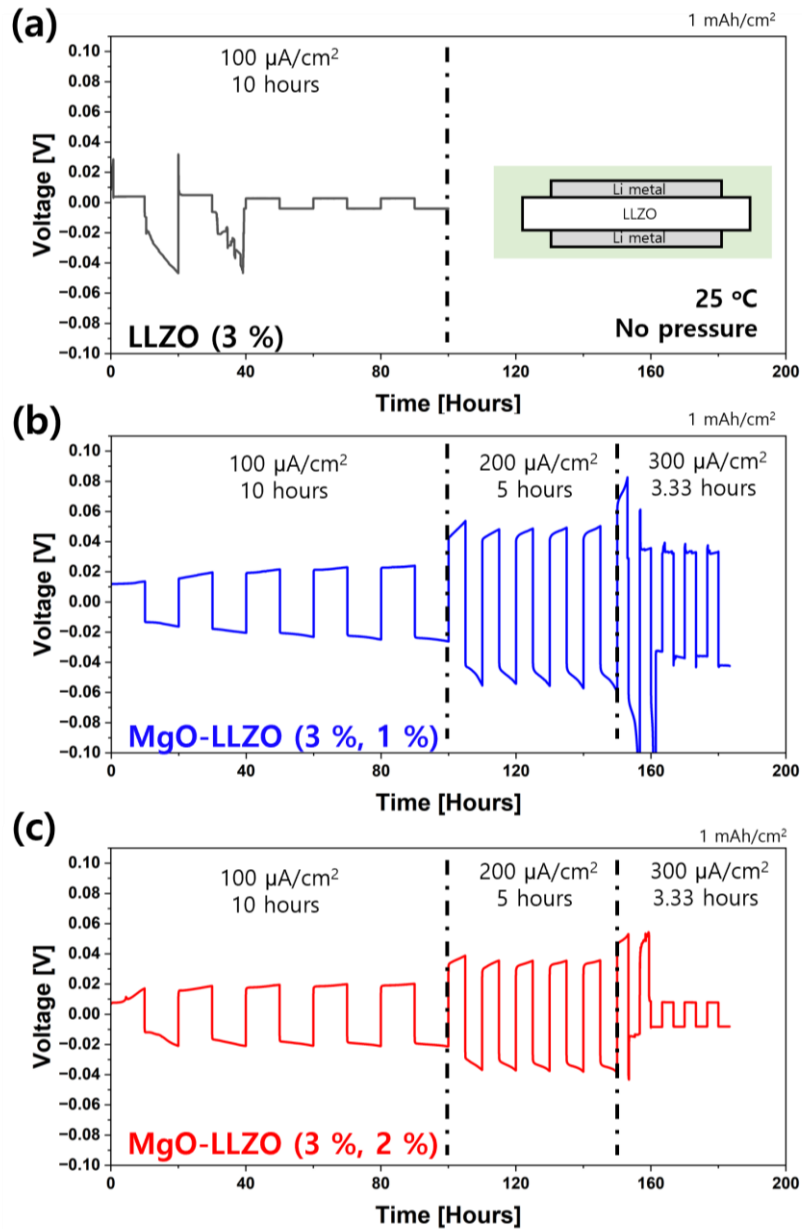 (a)
1 mAh/cm²
100 μA/cm²
10 hours
0.10
0.08
0.06
0.04
0.02
0.00
−0.02
−0.04
−0.06
−0.08
−0.10
Voltage [V]
Li metal
LLZO
Li metal
25 ᵒC
No pressure
LLZO (3 %)
0 40 80 120 160 200
Time [Hours]
(b)
1 mAh/cm²
100 μA/cm²
10 hours
200 μA/cm²
5 hours
300 μA/cm²
3.33 hours
0.10
0.08
0.06
0.04
0.02
0.00
−0.02
−0.04
−0.06
−0.08
−0.10
Voltage [V]
MgO-LLZO (3 %, 1 %)
0 40 80 120 160 200
Time [Hours]
(c)
1 mAh/cm²
100 μA/cm²
10 hours
200 μA/cm²
5 hours
300 μA/cm²
3.33 hours
0.10
0.08
0.06
0.04
0.02
0.00
−0.02
−0.04
−0.06
−0.08
−0.10
Voltage [V]
MgO-LLZO (3 %, 2 %)
0 40 80 120 160 200
Time [Hours]